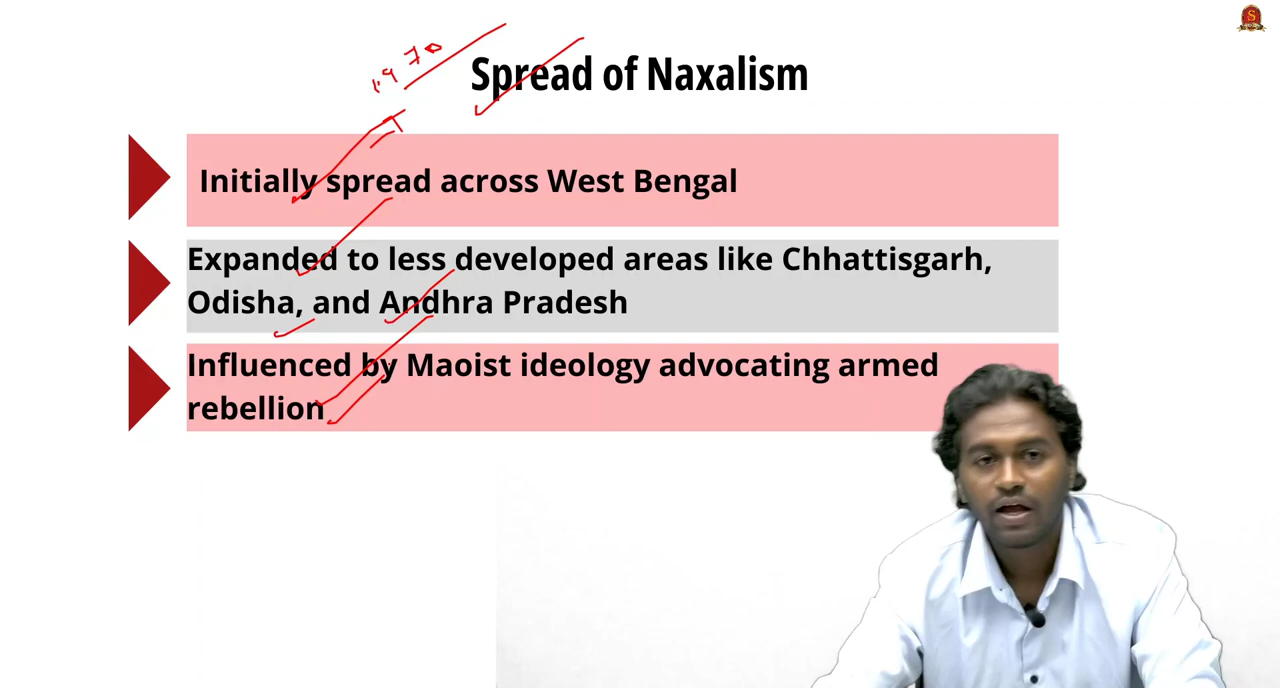 1970
Spread of Naxalism
Initially spread across West Bengal
Expanded to less developed areas like Chhattisgarh,
Odisha, and Andhra Pradesh
Influenced by Maoist ideology advocating armed
rebellion